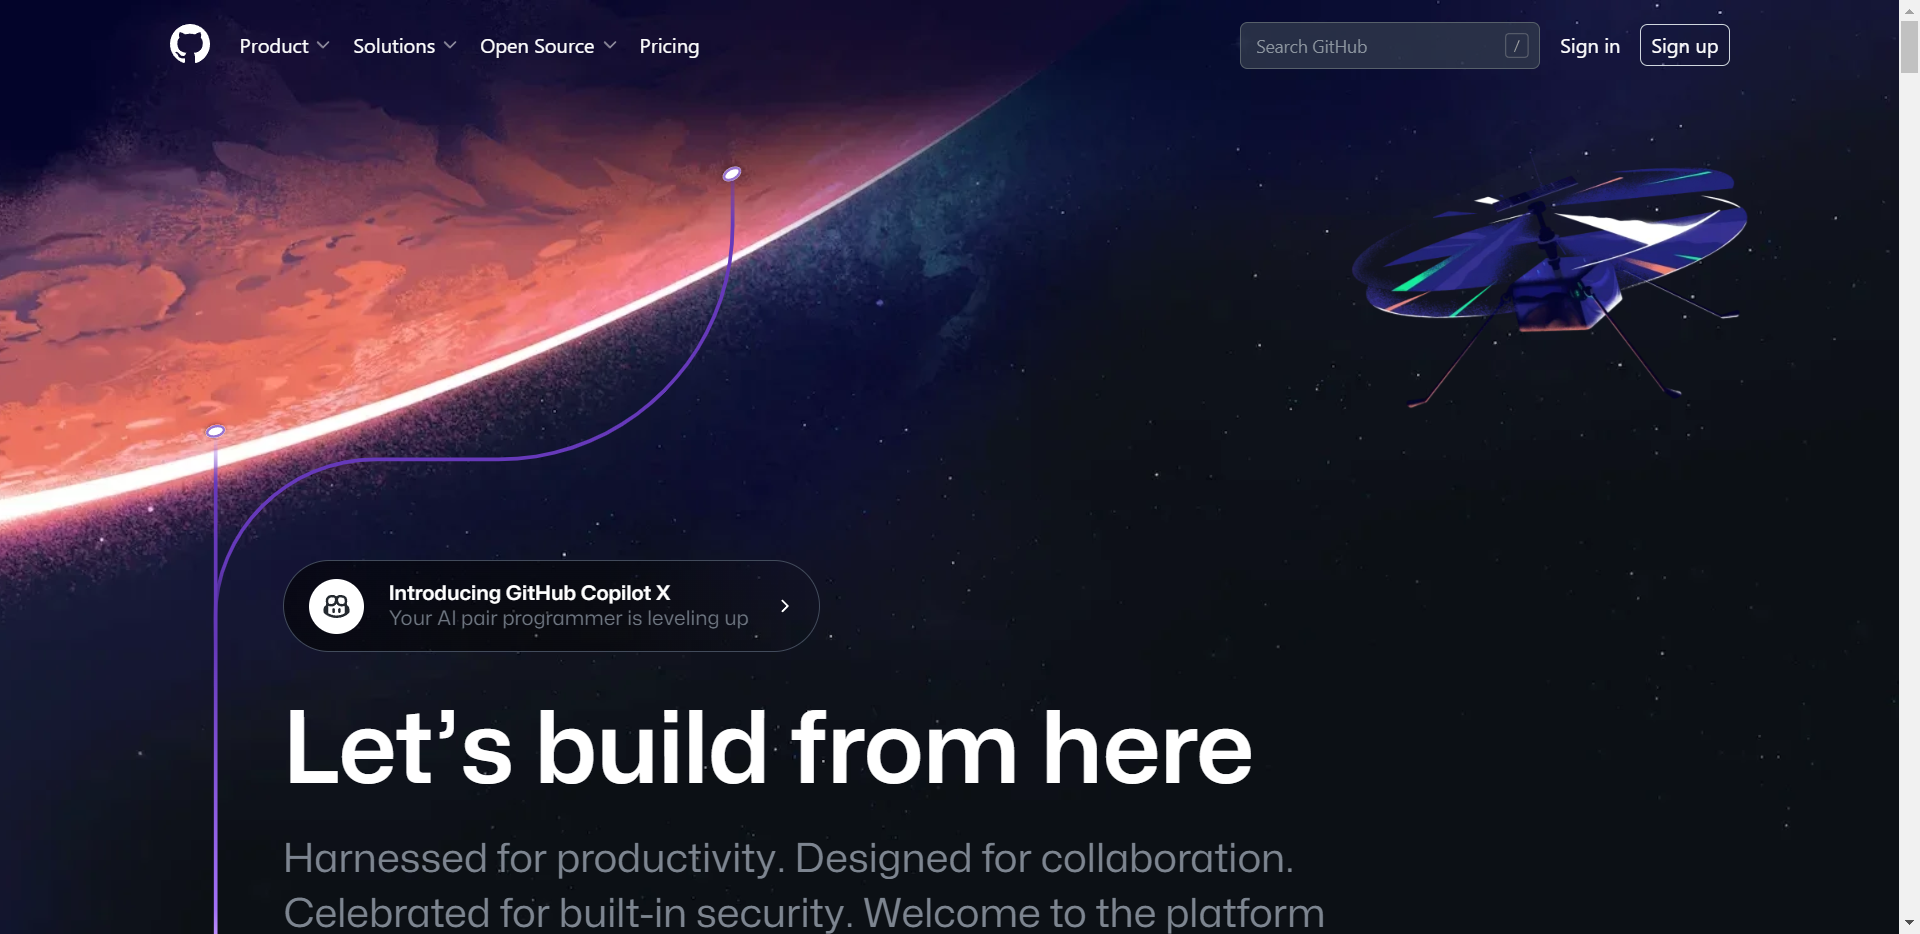 Product
Solutions
Open Source
Pricing
Search GitHub
/
Sign in
Sign up
Introducing GitHub Copilot X
Your AI pair programmer is leveling up
Let’s build from here
Harnessed for productivity. Designed for collaboration.
Celebrated for built-in security. Welcome to the platform